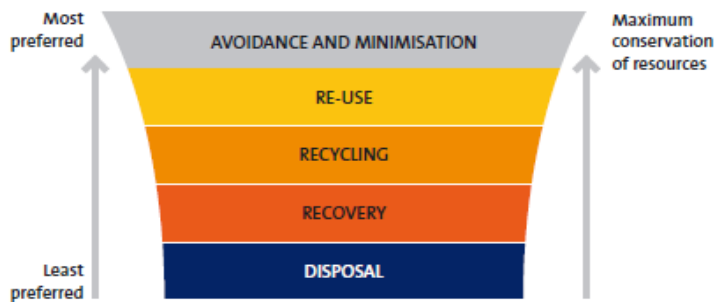 Most
preferred
AVOIDANCE AND MINIMISATION
Maximum
conservation
of resources
RE-USE
RECYCLING
RECOVERY
Least
preferred
DISPOSAL